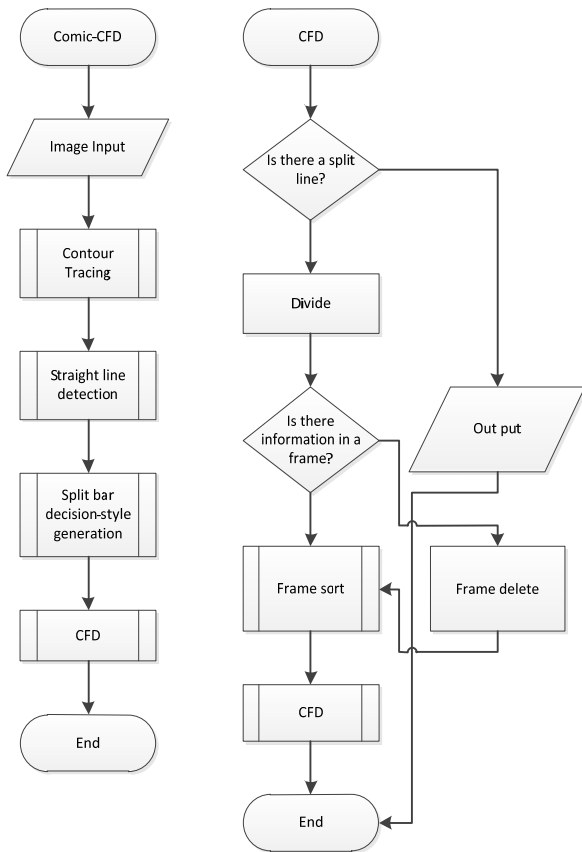 Comic-CFD
Image Input
Contour
Tracing
Straight line
detection
Split bar
decision-style
generation
CFD
End
CFD
Is there a split
line?
Divide
Is there
information in a
frame?
Out put
Frame sort
Frame delete
CFD
End